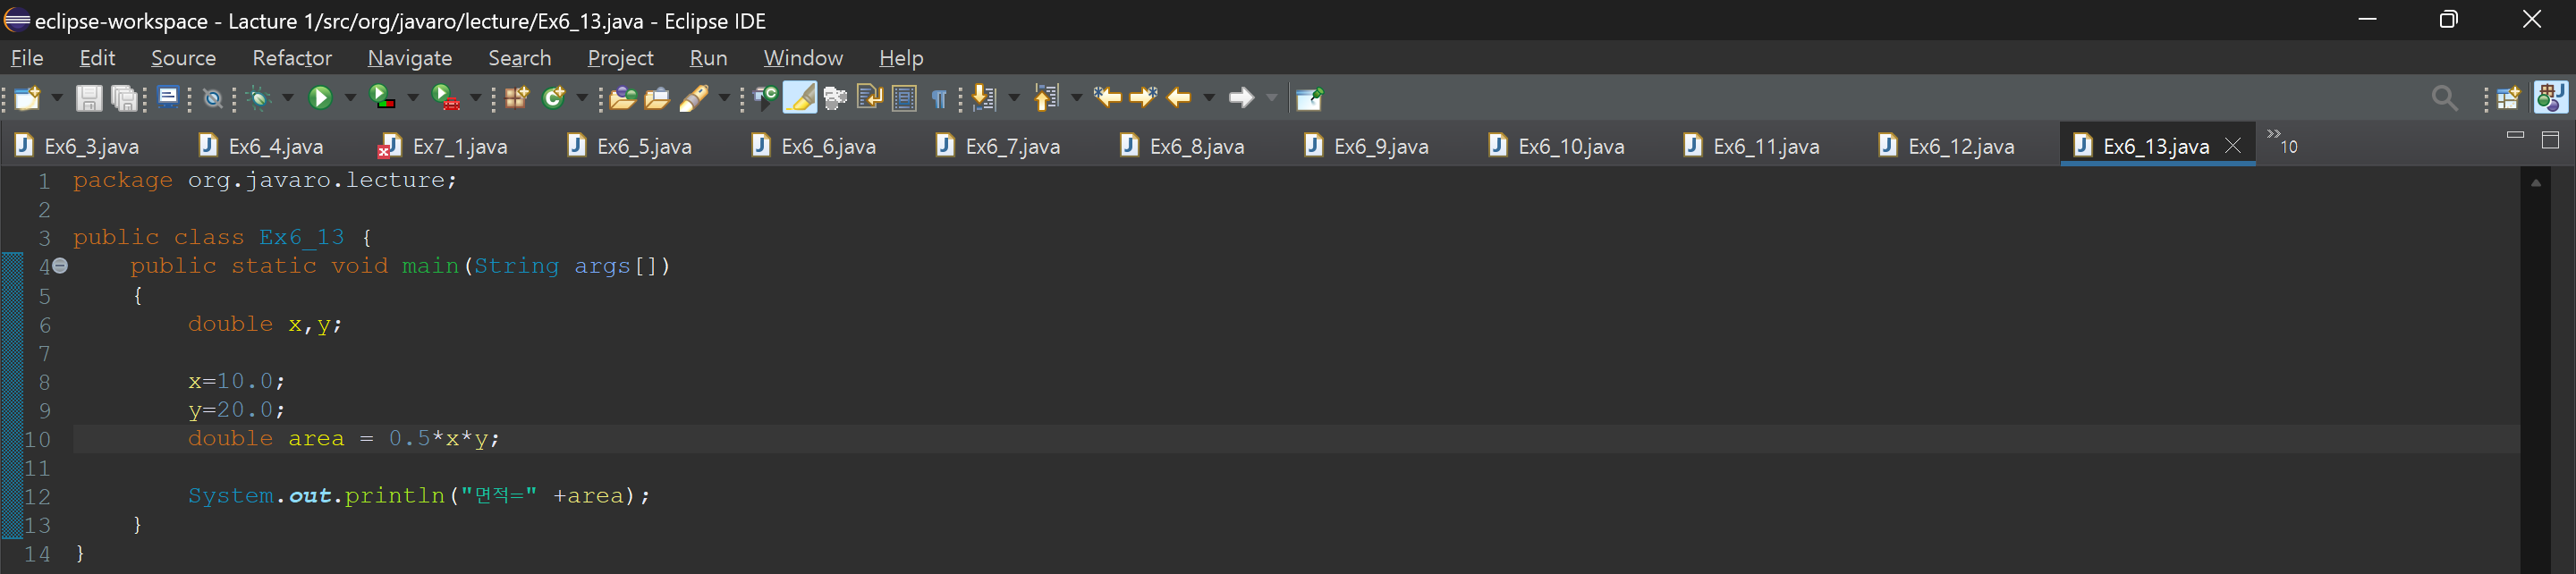 eclipse-workspace - Lacture 1/src/org/javaro/lecture/Ex6_13.java - Eclipse IDE
File Edit Source Refactor Navigate Search Project Run Window Help
Ex6_3.java Ex6_4.java Ex7_1.java Ex6_5.java Ex6_6.java Ex6_7.java Ex6_8.java Ex6_9.java Ex6_10.java Ex6_11.java Ex6_12.java Ex6_13.java »10
1 package org.javaro.lecture;
2
3 public class Ex6_13 {
4 public static void main(String args[])
5 {
6 double x,y;
7
8 x=10.0;
9 y=20.0;
10 double area = 0.5*x*y;
11
12 System.out.println("면적=" +area);
13 }
14 }